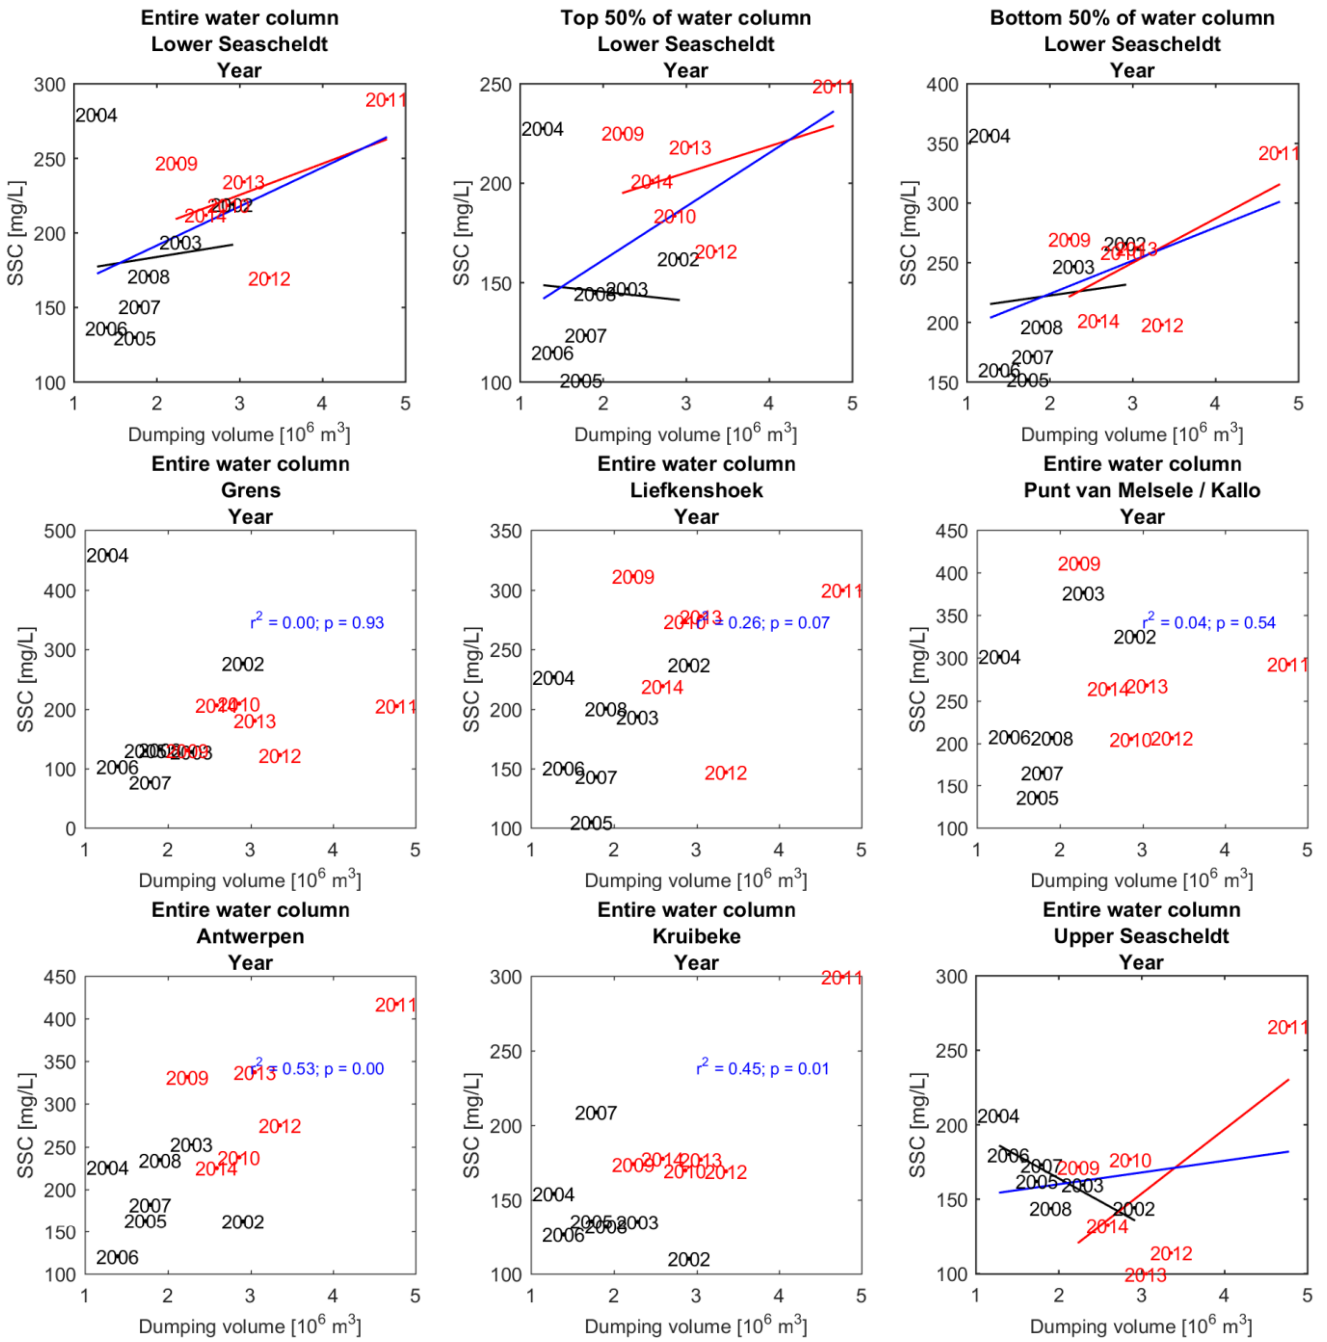 Entire water column
Lower Seascheldt
Year
300
250
200
150
100
SSC [mg/L]
2004
2011
2009
2013
2010
2002
2014
2003
2008
2012
2007
2006
2005
1 2 3 4 5
Dumping volume [10^6 m^3]
Top 50% of water column
Lower Seascheldt
Year
250
200
150
100
SSC [mg/L]
2011
2004
2009
2013
2014
2010
2012
2002
2003
2008
2007
2006
2005
1 2 3 4 5
Dumping volume [10^6 m^3]
Bottom 50% of water column
Lower Seascheldt
Year
400
350
300
250
200
150
SSC [mg/L]
2004
2011
2009
2002
2013
2010
2003
2014
2008
2012
2007
2006
2005
1 2 3 4 5
Dumping volume [10^6 m^3]
Entire water column
Grens
Year
500
400
300
200
100
0
SSC [mg/L]
2004
r^2 = 0.00; p = 0.93
2002
2014
2010
2011
2013
2005
2008
2009
2003
2012
2006
2007
1 2 3 4 5
Dumping volume [10^6 m^3]
Entire water column
Liefkenshoek
Year
350
300
250
200
150
100
SSC [mg/L]
2009
2011
2013
2010
r^2 = 0.26; p = 0.07
2002
2004
2014
2008
2003
2006
2007
2012
2005
1 2 3 4 5
Dumping volume [10^6 m^3]
Entire water column
Punt van Melsele / Kallo
Year
450
400
350
300
250
200
150
100
SSC [mg/L]
2009
2003
r^2 = 0.04; p = 0.54
2002
2004
2011
2014
2013
2006
2008
2010
2012
2007
2005
1 2 3 4 5
Dumping volume [10^6 m^3]
Entire water column
Antwerpen
Year
450
400
350
300
250
200
150
100
SSC [mg/L]
2011
r^2 = 0.53; p = 0.00
2009
2013
2012
2003
2004
2008
2010
2014
2007
2005
2002
2006
1 2 3 4 5
Dumping volume [10^6 m^3]
Entire water column
Kruibeke
Year
300
250
200
150
100
SSC [mg/L]
2011
r^2 = 0.45; p = 0.01
2007
2009
2014
2013
2010
2012
2004
2005
2003
2008
2006
2002
1 2 3 4 5
Dumping volume [10^6 m^3]
Entire water column
Upper Seascheldt
Year
300
250
200
150
100
SSC [mg/L]
2011
2004
2006
2007
2009
2010
2005
2003
2008
2002
2014
2012
2013
1 2 3 4 5
Dumping volume [10^6 m^3]